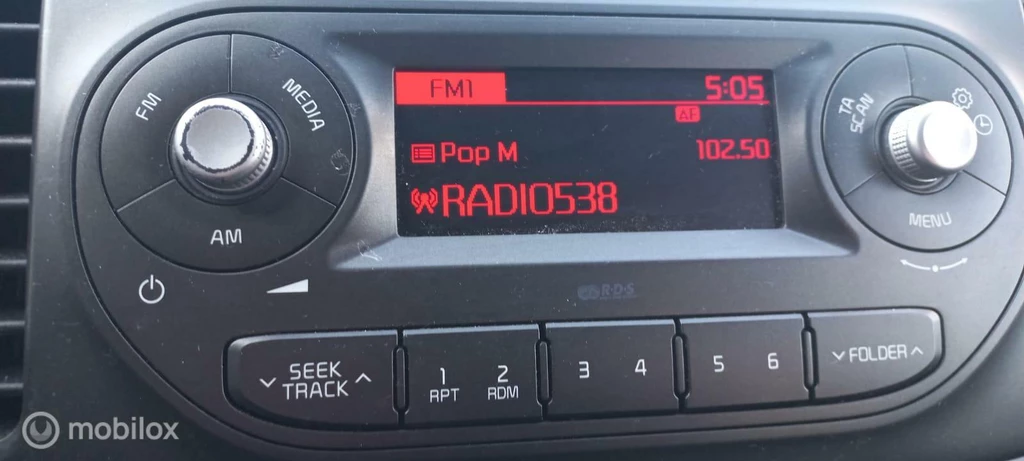 FM1
5:05
AF
Pop M
102.50
RADIO538
FM
MEDIA
AM
TA
SCAN
MENU
R·D·S
SEEK
TRACK
1
RPT
2
RDM
3
4
5
6
FOLDER
mobilox